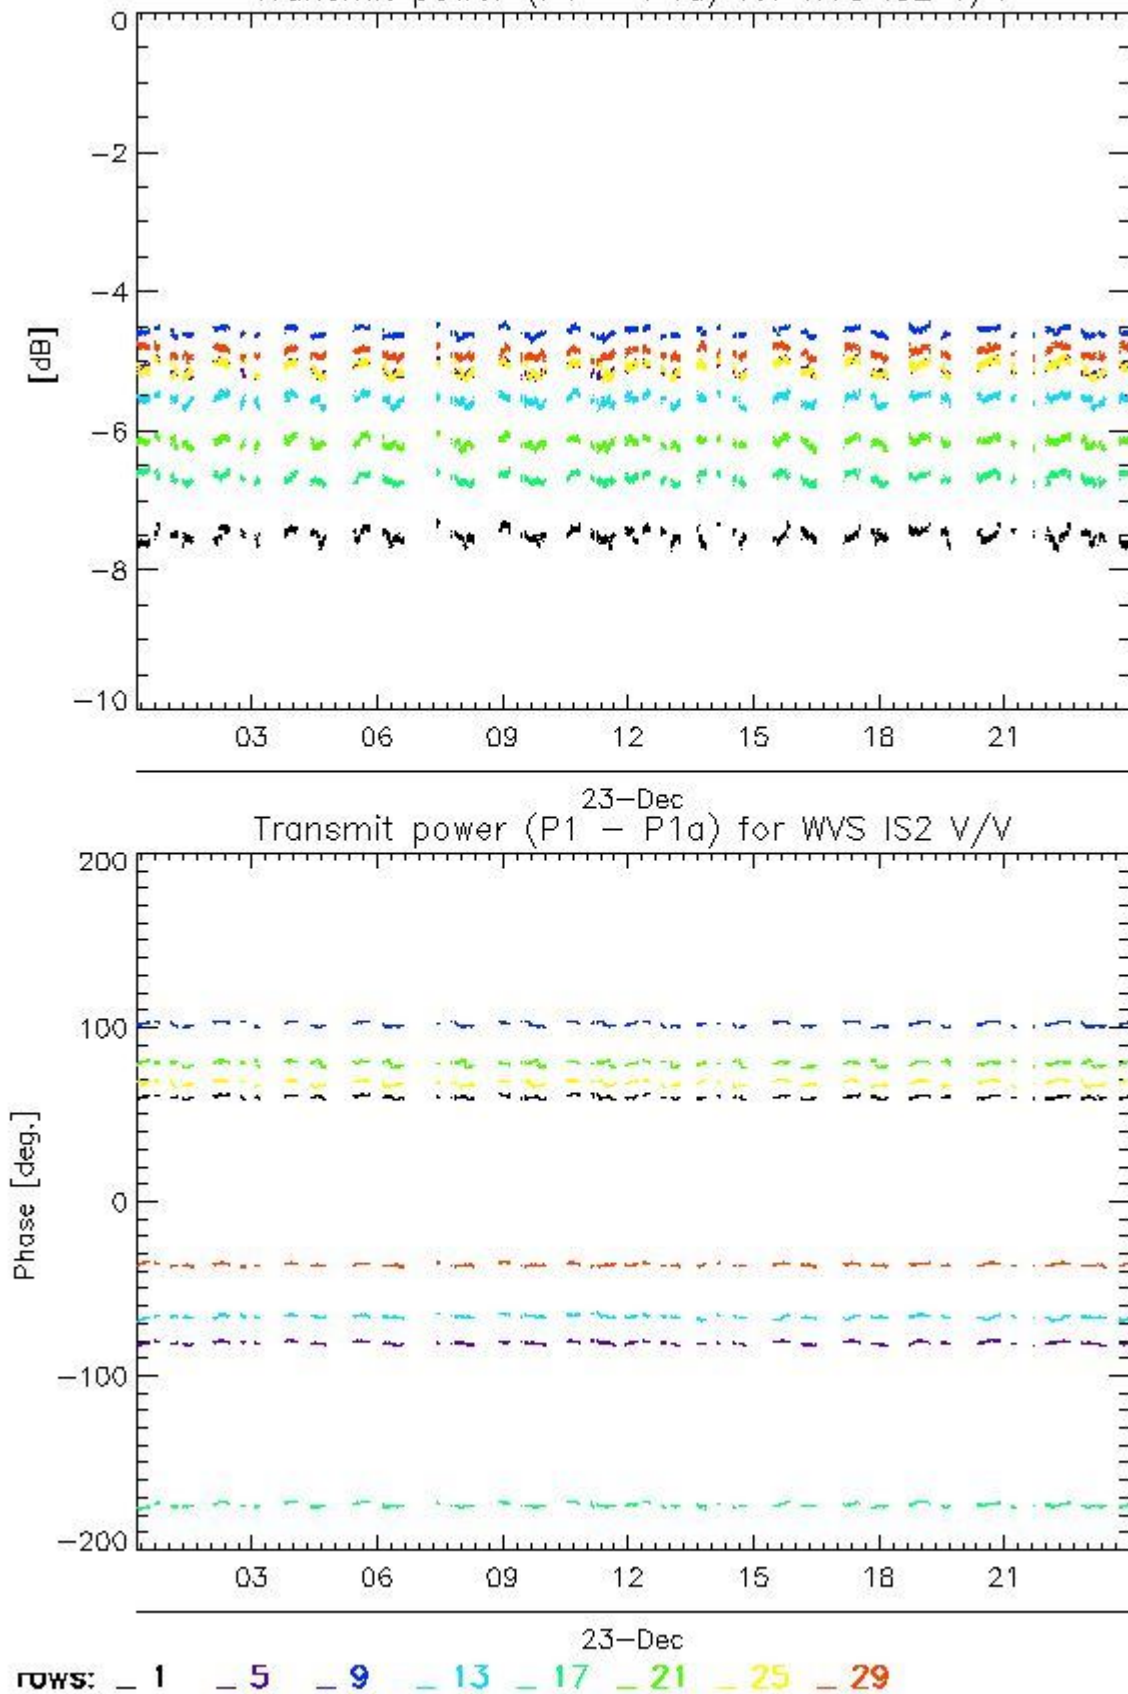 0
−2
−4
[dB]
−6
−8
−10
03 06 09 12 15 18 21
23−Dec
Transmit power (P1 − P1a) for WVS IS2 V/V
200
100
Phase [deg.]
0
−100
−200
03 06 09 12 15 18 21
23−Dec
rows: _ 1 _ 5 _ 9 _ 13 _ 17 _ 21 _ 25 _ 29